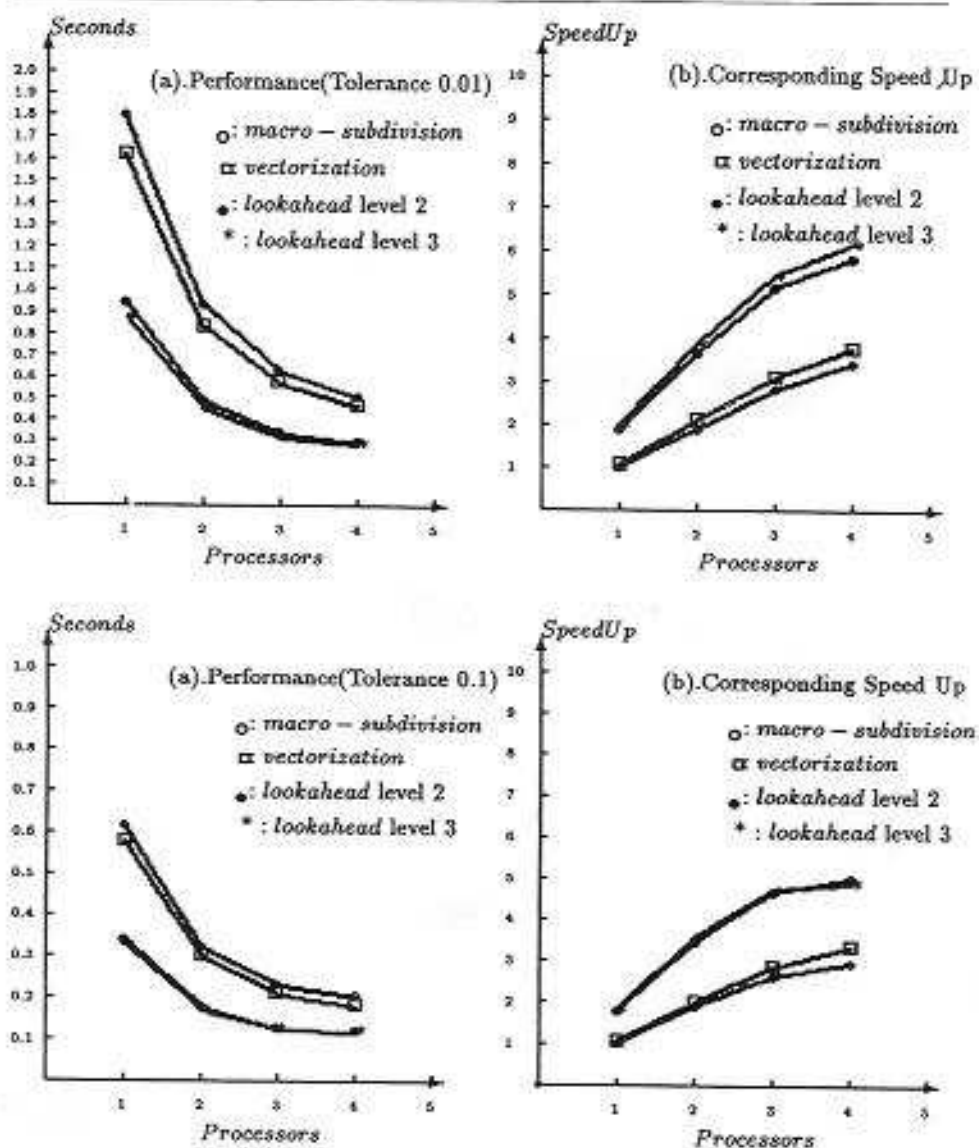 Seconds
2.0
1.9
1.8
1.7
1.6
1.5
1.4
1.3
1.2
1.1
1.0
0.9
0.8
0.7
0.6
0.5
0.4
0.3
0.2
0.1
(a).Performance(Tolerance 0.01)
: macro − subdivision
vectorization
: lookahead level 2
* : lookahead level 3
1 2 3 4 5
Processors
SpeedUp
10
9
8
7
6
5
4
3
2
1
(b).Corresponding Speed Up
: macro − subdivision
vectorization
: lookahead level 2
* : lookahead level 3
1 2 3 4 5
Processors
Seconds
1.0
0.9
0.8
0.7
0.6
0.5
0.4
0.3
0.2
0.1
(a).Performance(Tolerance 0.1)
: macro − subdivision
vectorization
: lookahead level 2
* : lookahead level 3
1 2 3 4 5
Processors
SpeedUp
10
9
8
7
6
5
4
3
2
1
(b).Corresponding Speed Up
: macro − subdivision
vectorization
: lookahead level 2
* : lookahead level 3
1 2 3 4 5
Processors